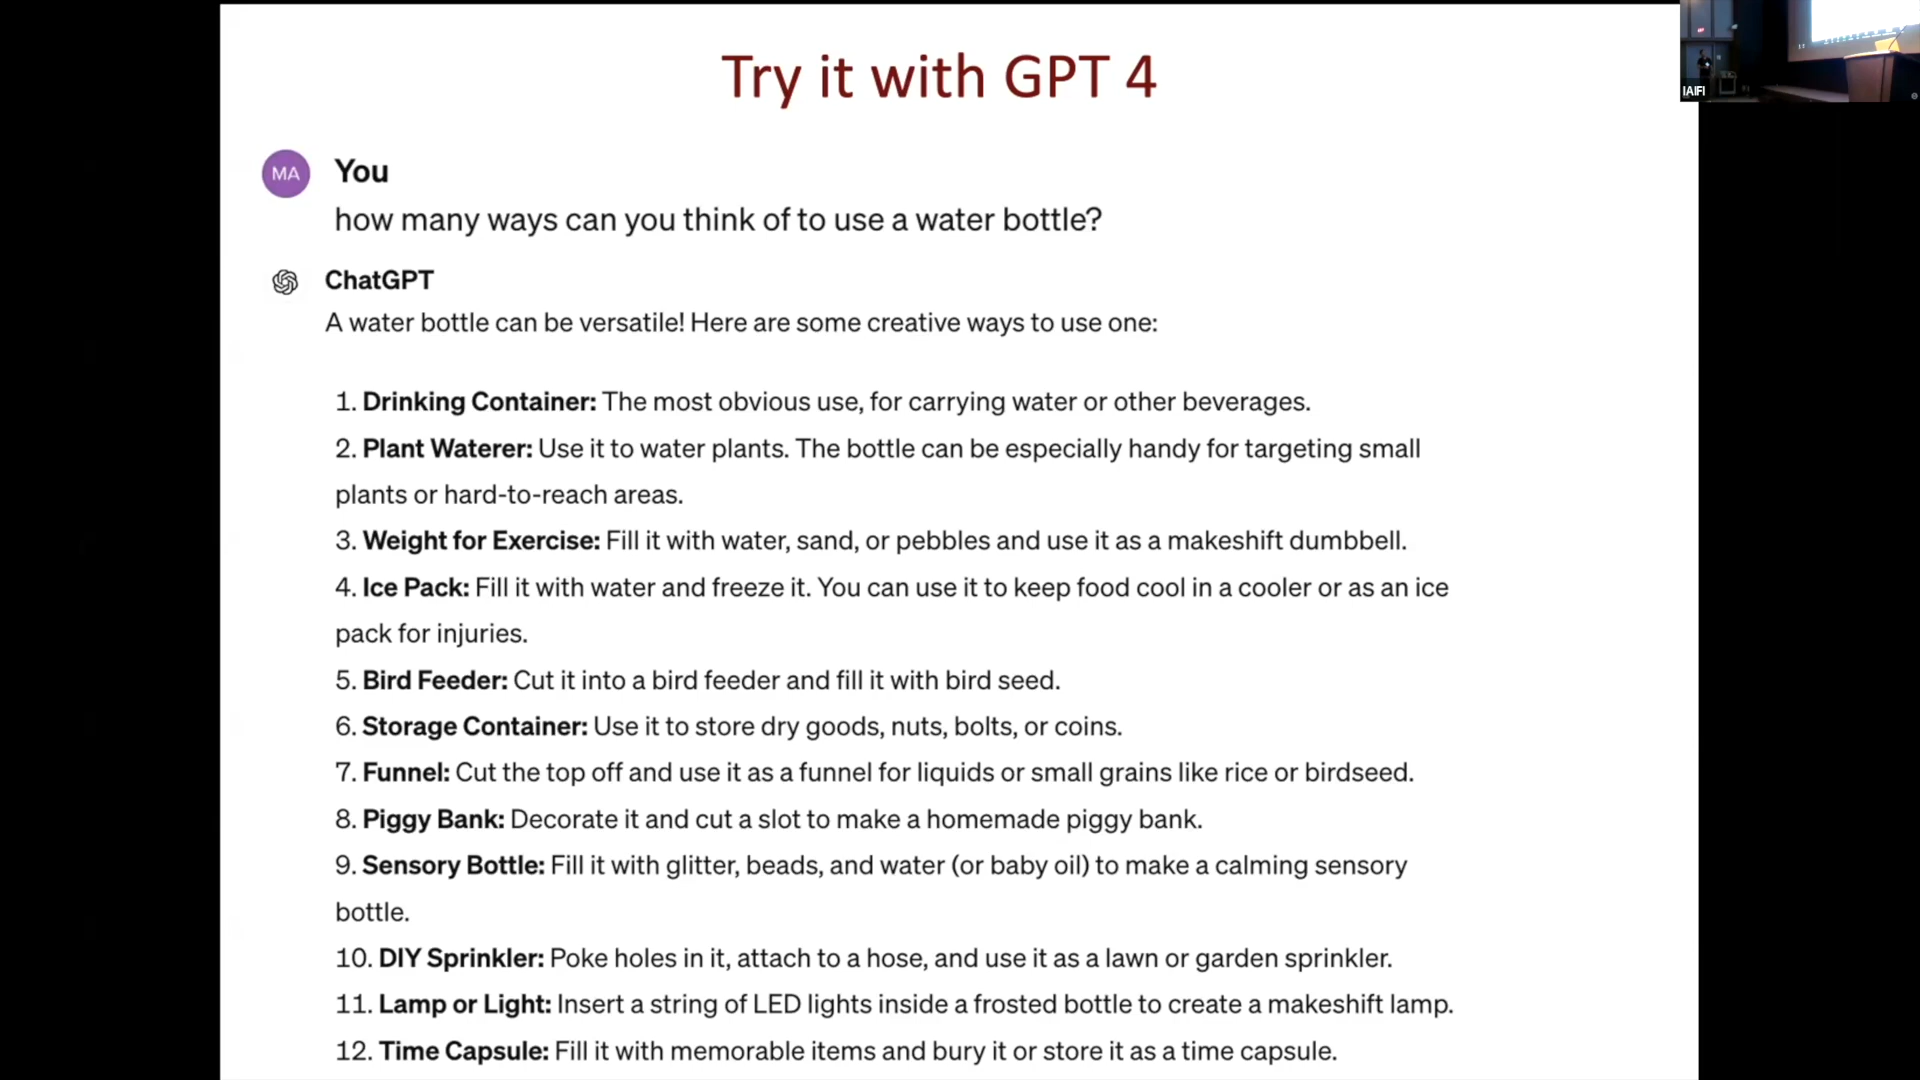 Try it with GPT 4
IAIFI
MA
You
how many ways can you think of to use a water bottle?
ChatGPT
A water bottle can be versatile! Here are some creative ways to use one:
1. Drinking Container: The most obvious use, for carrying water or other beverages.
2. Plant Waterer: Use it to water plants. The bottle can be especially handy for targeting small
plants or hard-to-reach areas.
3. Weight for Exercise: Fill it with water, sand, or pebbles and use it as a makeshift dumbbell.
4. Ice Pack: Fill it with water and freeze it. You can use it to keep food cool in a cooler or as an ice
pack for injuries.
5. Bird Feeder: Cut it into a bird feeder and fill it with bird seed.
6. Storage Container: Use it to store dry goods, nuts, bolts, or coins.
7. Funnel: Cut the top off and use it as a funnel for liquids or small grains like rice or birdseed.
8. Piggy Bank: Decorate it and cut a slot to make a homemade piggy bank.
9. Sensory Bottle: Fill it with glitter, beads, and water (or baby oil) to make a calming sensory
bottle.
10. DIY Sprinkler: Poke holes in it, attach to a hose, and use it as a lawn or garden sprinkler.
11. Lamp or Light: Insert a string of LED lights inside a frosted bottle to create a makeshift lamp.
12. Time Capsule: Fill it with memorable items and bury it or store it as a time capsule.